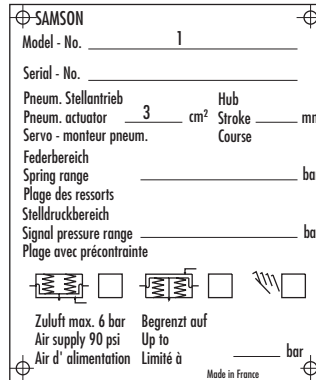 SAMSON
Model - No. 1
Serial - No.
Pneum. Stellantrieb Hub
Pneum. actuator 3 cm² Stroke mm
Servo - monteur pneum. Course
Federbereich
Spring range bar
Plage des ressorts
Stelldruckbereich
Signal pressure range bar
Plage avec précontrainte
Zuluft max. 6 bar Begrenzt auf
Air supply 90 psi Up to
Air d' alimentation Limité à bar
Made in France